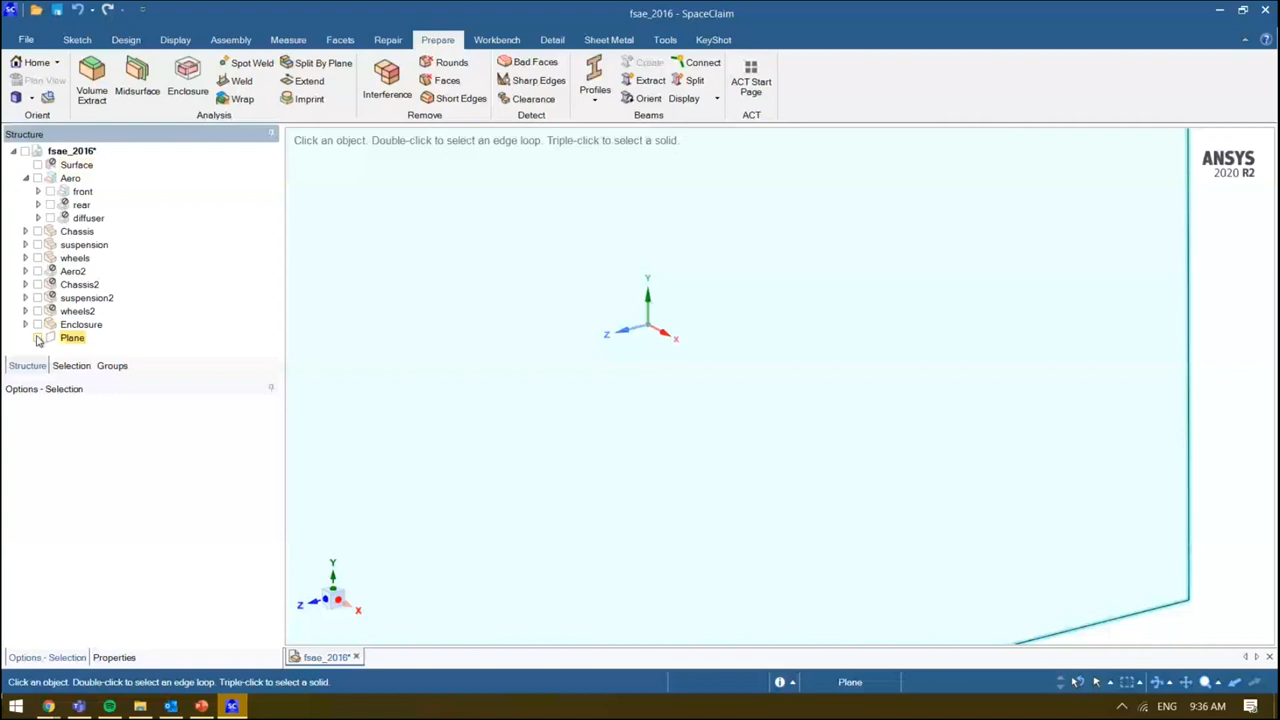 fsae_2016 - SpaceClaim
File Sketch Design Display Assembly Measure Facets Repair Prepare Workbench Detail Sheet Metal Tools KeyShot
Home
Plan View
Orient
Volume Extract
Midsurface
Enclosure
Spot Weld
Weld
Wrap
Split By Plane
Extend
Imprint
Analysis
Interference
Rounds
Faces
Short Edges
Remove
Bad Faces
Sharp Edges
Clearance
Detect
Profiles
Create
Extract
Orient
Connect
Split
Display
Beams
ACT Start Page
ACT
Structure
fsae_2016*
Surface
Aero
front
rear
diffuser
Chassis
suspension
wheels
Aero2
Chassis2
suspension2
wheels2
Enclosure
Plane
Structure Selection Groups
Options - Selection
Options - Selection Properties
Click an object. Double-click to select an edge loop. Triple-click to select a solid.
ANSYS
2020 R2
Y
Z
X
Y
Z
X
fsae_2016*
Click an object. Double-click to select an edge loop. Triple-click to select a solid.
Plane
ENG 9:36 AM